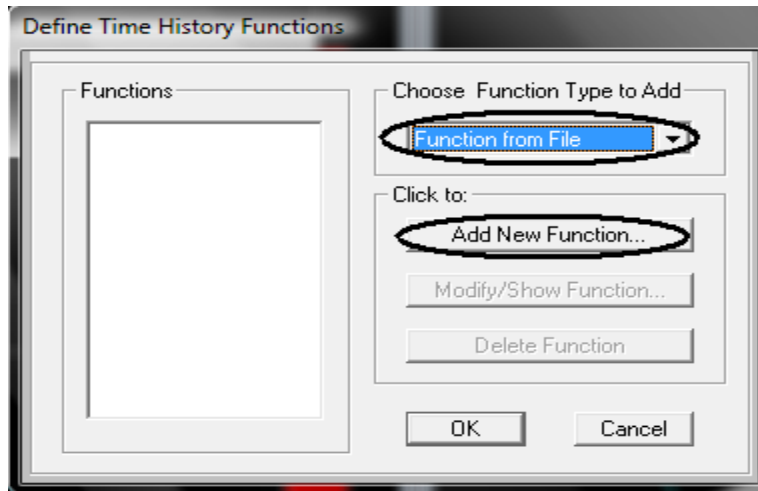 Define Time History Functions
Functions
Choose Function Type to Add
Function from File
Click to:
Add New Function...
Modify/Show Function...
Delete Function
OK
Cancel